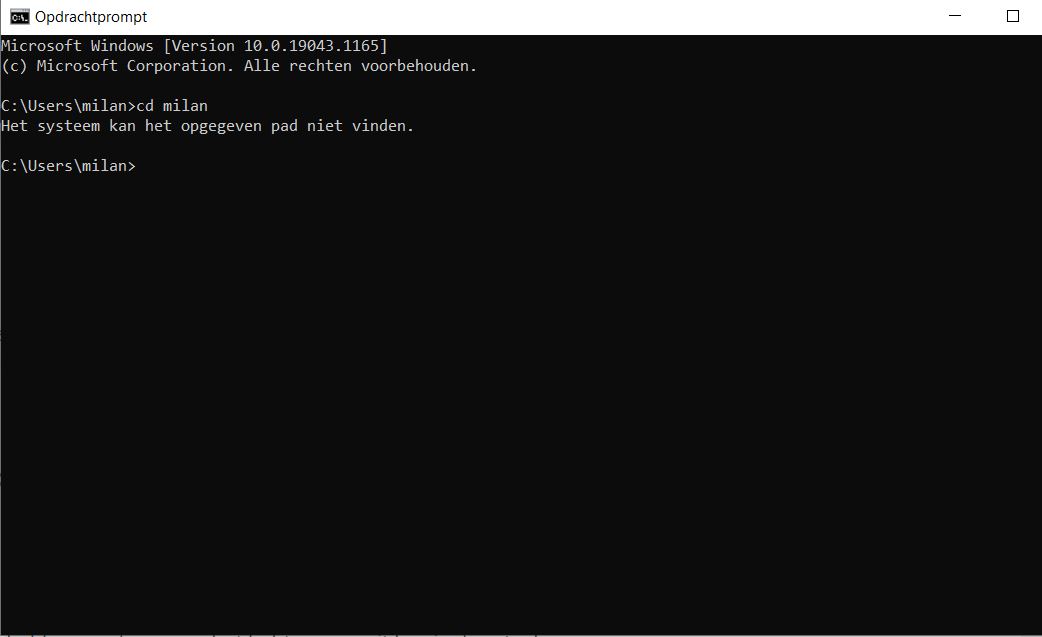 Opdrachtprompt
Microsoft Windows [Version 10.0.19043.1165]
(c) Microsoft Corporation. Alle rechten voorbehouden.
C:\Users\milan>cd milan
Het systeem kan het opgegeven pad niet vinden.
C:\Users\milan>